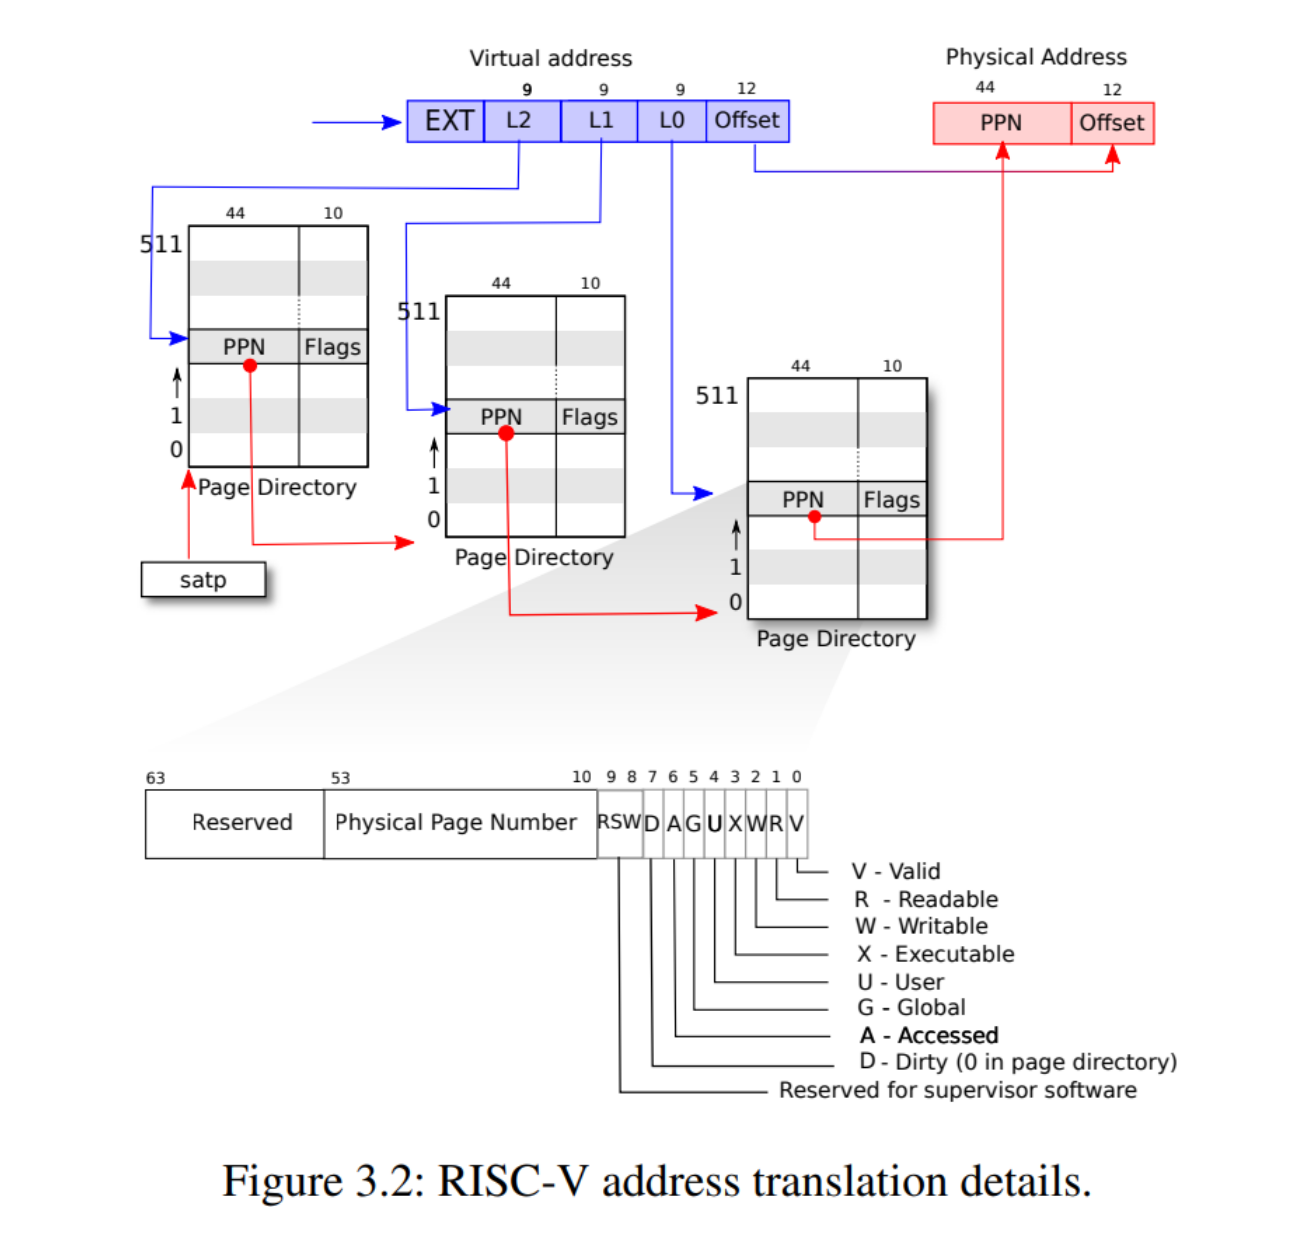 Virtual address
Physical Address
9 9 9 12
44 12
EXT L2 L1 L0 Offset
PPN Offset
44 10
511
PPN Flags
1
0
Page Directory
satp
44 10
511
PPN Flags
1
0
Page Directory
44 10
511
PPN Flags
1
0
Page Directory
63 53 10 9 8 7 6 5 4 3 2 1 0
Reserved Physical Page Number RSW D A G U X W R V
V - Valid
R - Readable
W - Writable
X - Executable
U - User
G - Global
A - Accessed
D - Dirty (0 in page directory)
Reserved for supervisor software
Figure 3.2: RISC-V address translation details.